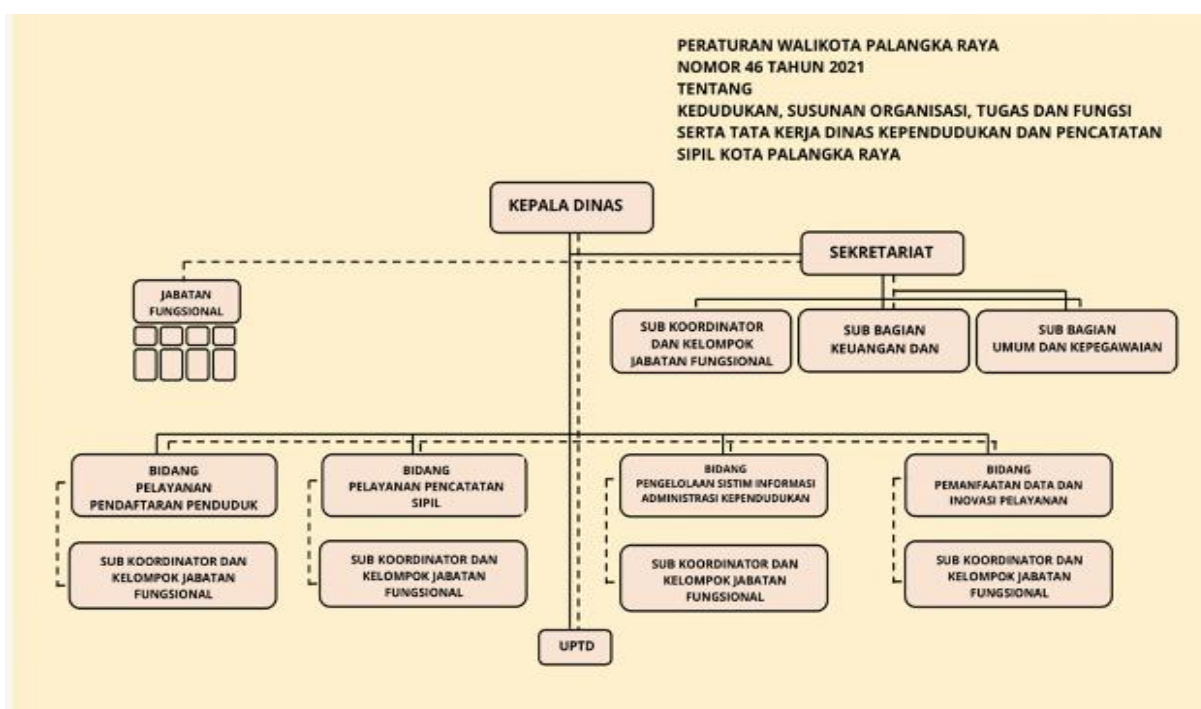 PERATURAN WALIKOTA PALANGKA RAYA
NOMOR 46 TAHUN 2021
TENTANG
KEDUDUKAN, SUSUNAN ORGANISASI, TUGAS DAN FUNGSI
SERTA TATA KERJA DINAS KEPENDUDUKAN DAN PENCATATAN
SIPIL KOTA PALANGKA RAYA
KEPALA DINAS
SEKRETARIAT
JABATAN
FUNGSIONAL
SUB KOORDINATOR
DAN KELOMPOK
JABATAN FUNGSIONAL
SUB BAGIAN
KEUANGAN DAN
SUB BAGIAN
UMUM DAN KEPEGAWAIAN
BIDANG
PELAYANAN
PENDAFTARAN PENDUDUK
BIDANG
PELAYANAN PENCATATAN
SIPIL
BIDANG
PENGELOLAAN SISTIM INFORMASI
ADMINISTRASI KEPENDUDUKAN
BIDANG
PEMANFAATAN DATA DAN
INOVASI PELAYANAN
SUB KOORDINATOR DAN
KELOMPOK JABATAN
FUNGSIONAL
SUB KOORDINATOR DAN
KELOMPOK JABATAN
FUNGSIONAL
SUB KOORDINATOR DAN
KELOMPOK JABATAN
FUNGSIONAL
SUB KOORDINATOR DAN
KELOMPOK JABATAN
FUNGSIONAL
UPTD